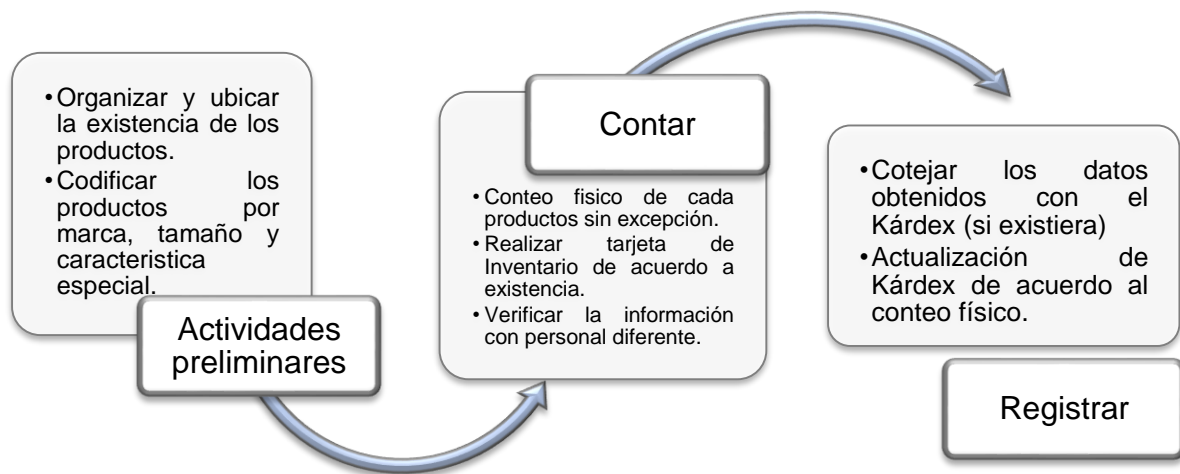 •Organizar y ubicar
la existencia de los
productos.
•Codificar los
productos por
marca, tamaño y
caracteristica
especial.
Actividades
preliminares
Contar
• Conteo fisico de cada
productos sin excepción.
• Realizar tarjeta de
Inventario de acuerdo a
existencia.
• Verificar la información
con personal diferente.
•Cotejar los datos
obtenidos con el
Kárdex (si existiera)
•Actualización de
Kárdex de acuerdo al
conteo físico.
Registrar